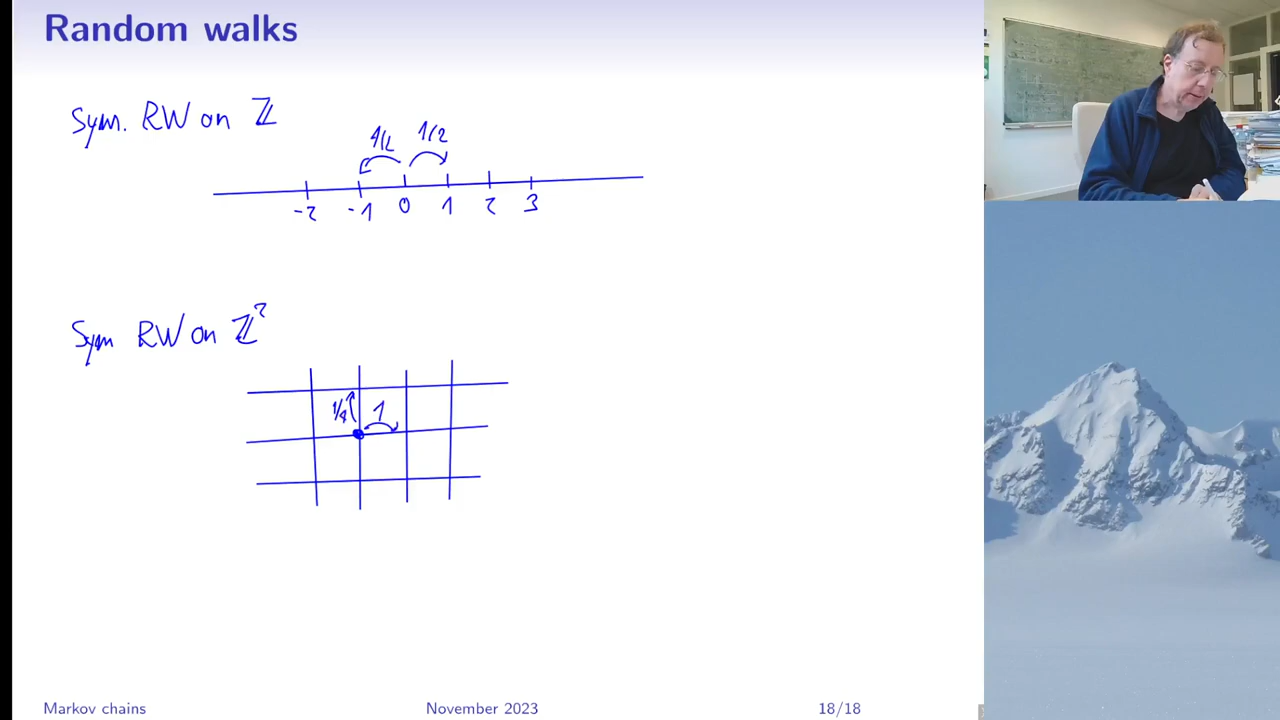 Random walks
Sym. RW on ℤ
1/2 1/2
-2 -1 0 1 2 3
Sym RW on ℤ²
1/4 1
Markov chains November 2023 18/18